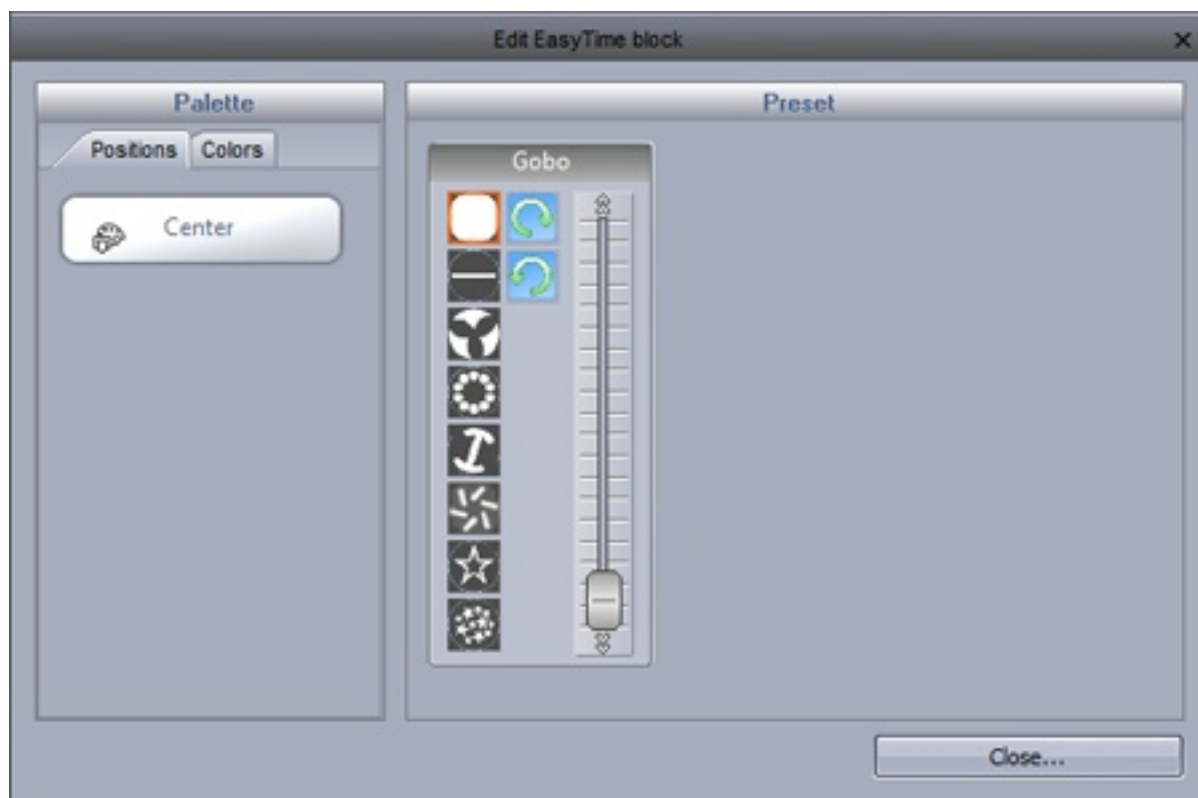 Edit EasyTime block
Palette
Preset
Positions Colors
Gobo
Center
Close...